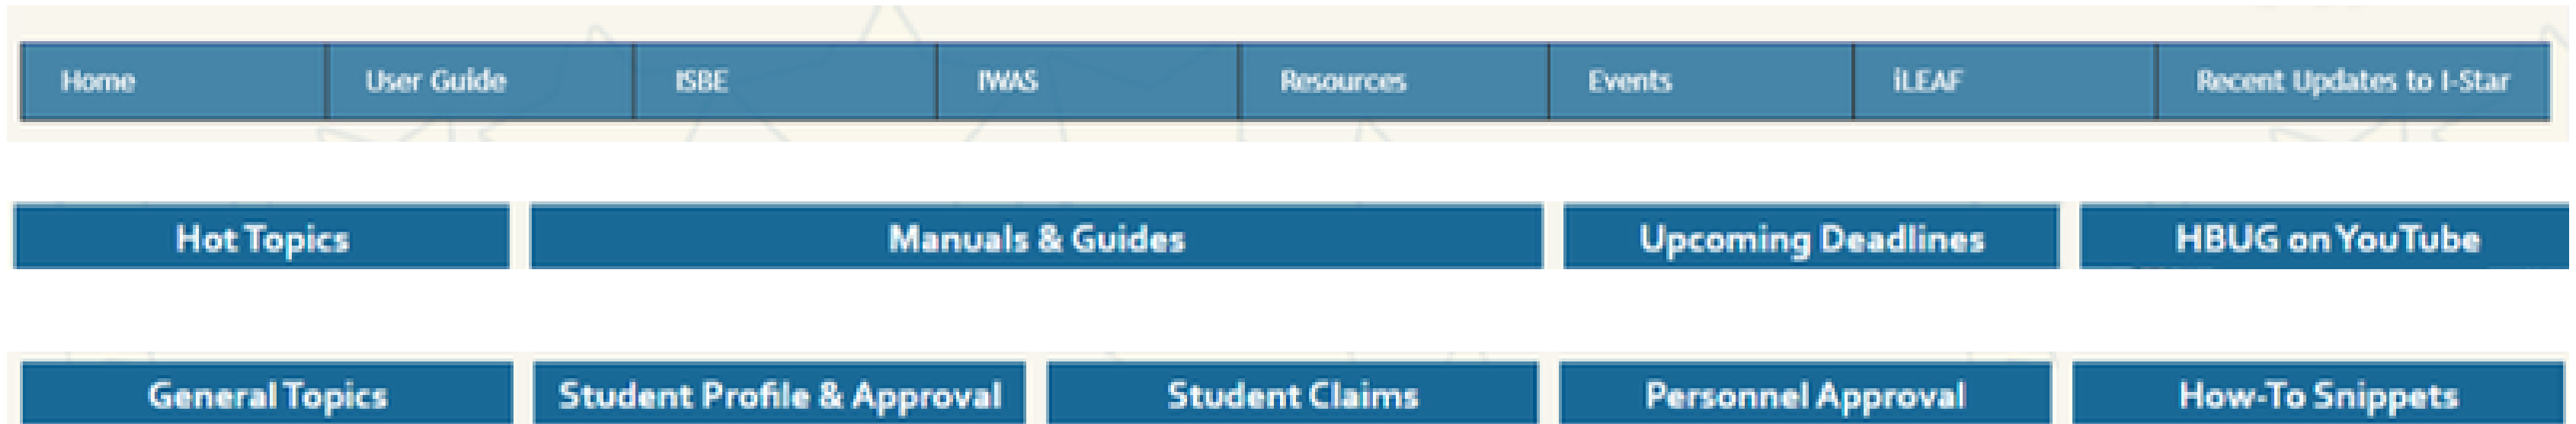 Home User Guide ISBE IWAS Resources Events iLEAF Recent Updates to I-Star
Hot Topics Manuals & Guides Upcoming Deadlines HBUG on YouTube
General Topics Student Profile & Approval Student Claims Personnel Approval How-To Snippets